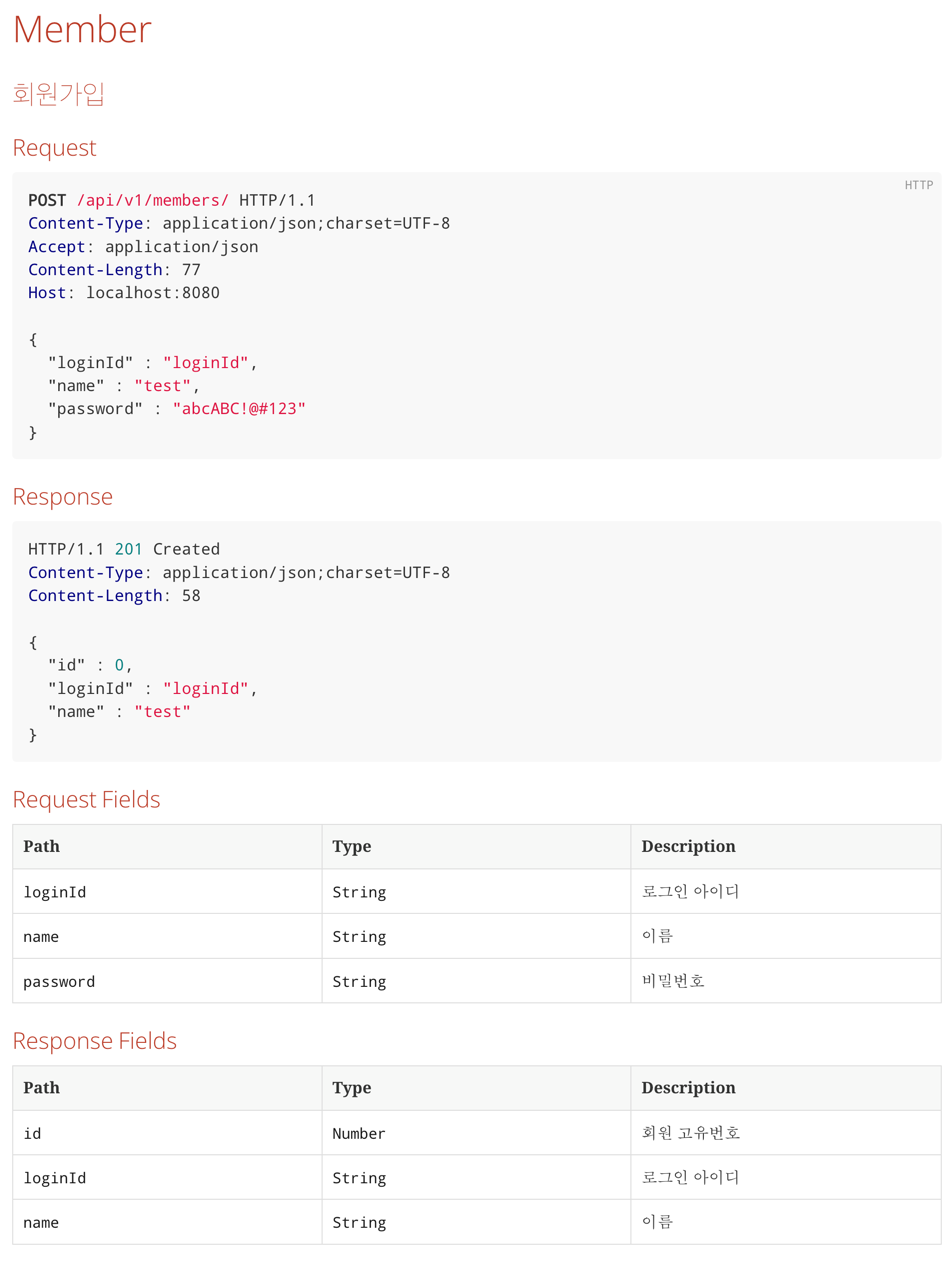 Member
회원가입
Request
HTTP
POST /api/v1/members/ HTTP/1.1
Content-Type: application/json;charset=UTF-8
Accept: application/json
Content-Length: 77
Host: localhost:8080
{
  "loginId" : "loginId",
  "name" : "test",
  "password" : "abcABC!@#123"
}
Response
HTTP/1.1 201 Created
Content-Type: application/json;charset=UTF-8
Content-Length: 58
{
  "id" : 0,
  "loginId" : "loginId",
  "name" : "test"
}
Request Fields
Path Type Description
loginId String 로그인 아이디
name String 이름
password String 비밀번호
Response Fields
Path Type Description
id Number 회원 고유번호
loginId String 로그인 아이디
name String 이름